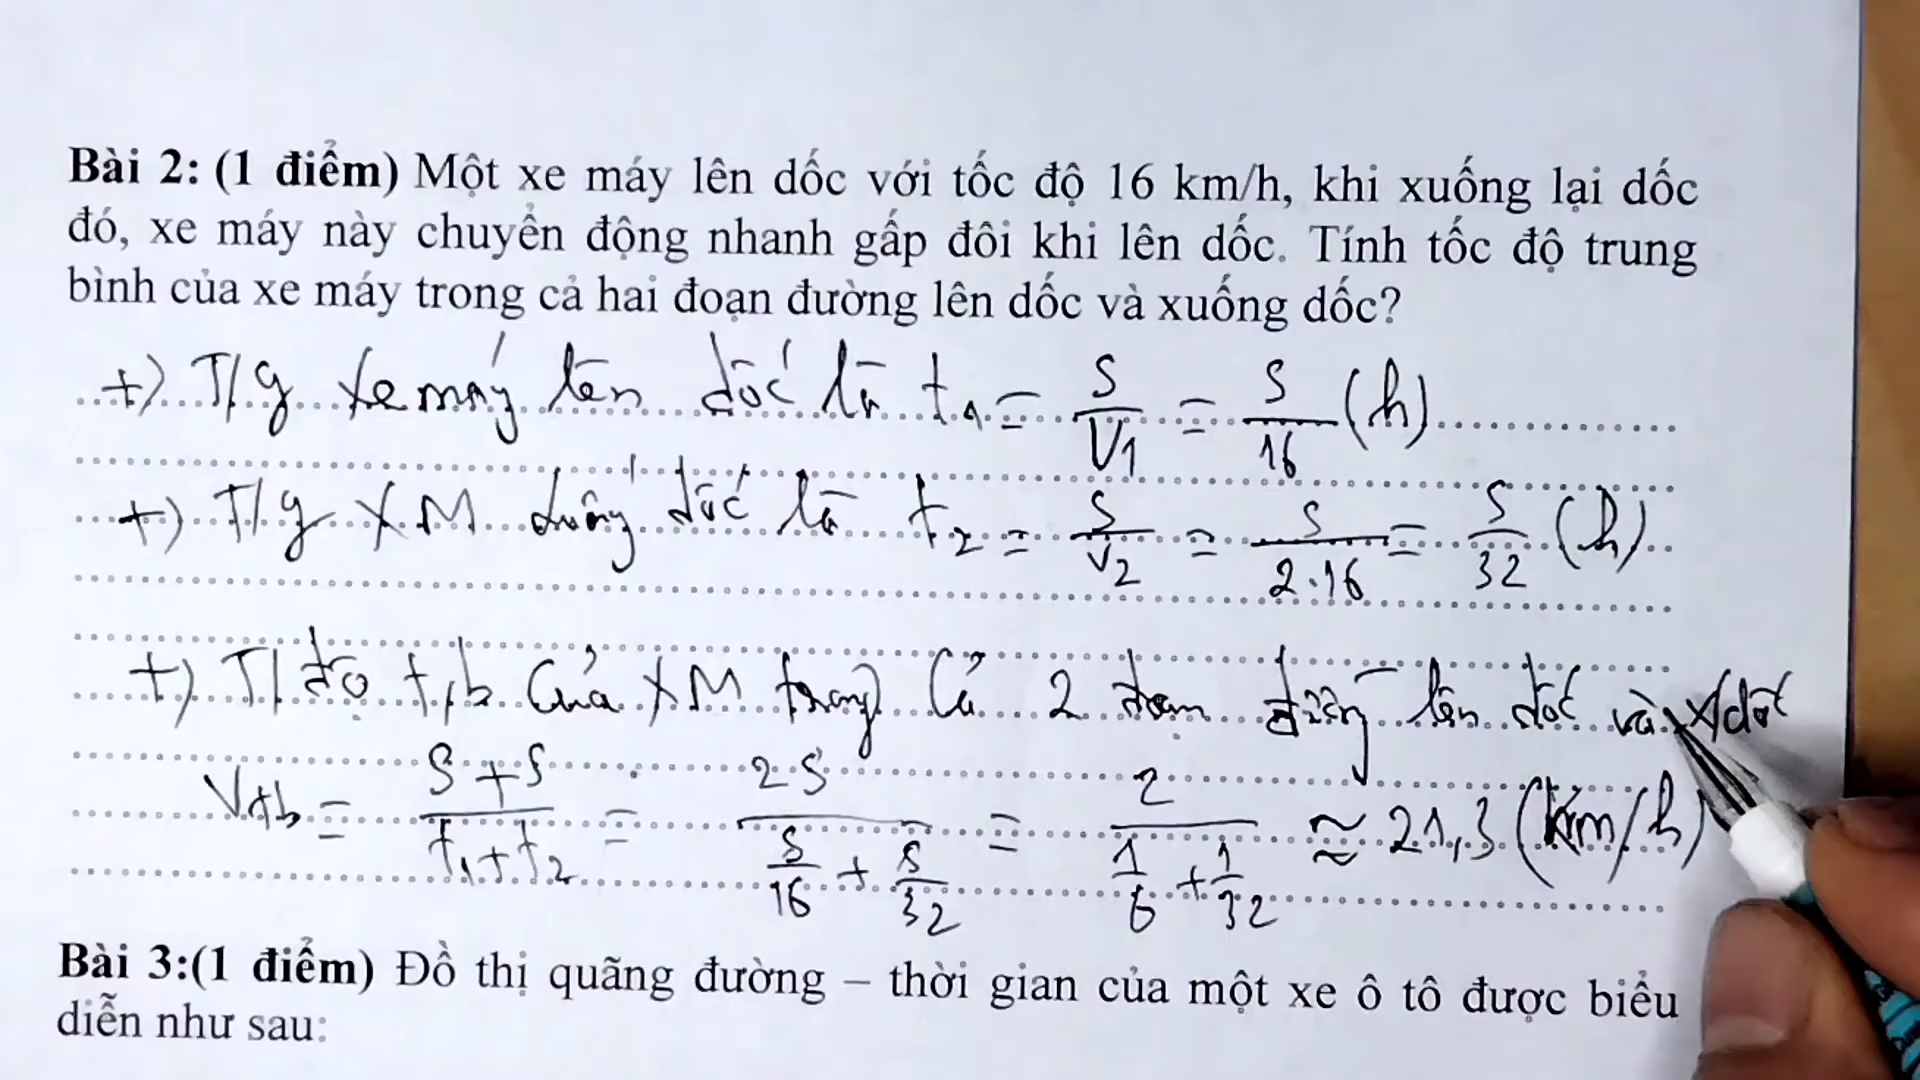 Bài 2: (1 điểm) Một xe máy lên dốc với tốc độ 16 km/h, khi xuống lại dốc
đó, xe máy này chuyển động nhanh gấp đôi khi lên dốc. Tính tốc độ trung
bình của xe máy trong cả hai đoạn đường lên dốc và xuống dốc?
+) T/g xe máy lên dốc là t1 = S/V1 = S/16 (h)
+) T/g XM xuống dốc là t2 = S/V2 = S/2.16 = S/32 (h)
+) T/độ t/b của XM trong cả 2 đoạn đường lên dốc và x/dốc
Vtb = S+S/t1+t2 = 2S/S/16 + S/32 = 2/1/6 + 1/32 ≈ 21,3 (km/h)
Bài 3:(1 điểm) Đồ thị quãng đường – thời gian của một xe ô tô được biểu
diễn như sau: